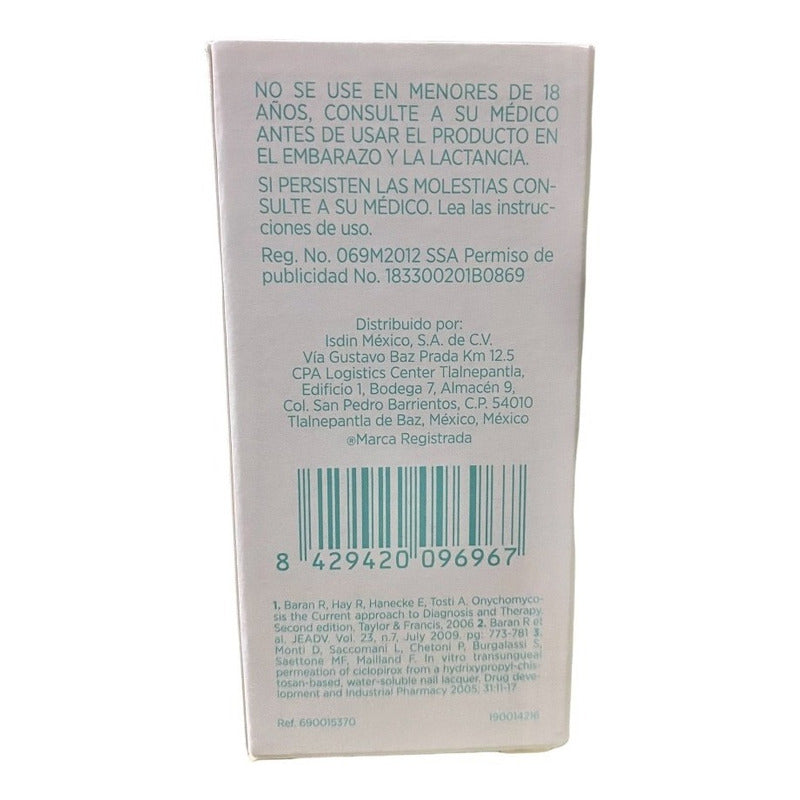 NO SE USE EN MENORES DE 18
AÑOS, CONSULTE A SU MÉDICO
ANTES DE USAR EL PRODUCTO EN
EL EMBARAZO Y LA LACTANCIA.
SI PERSISTEN LAS MOLESTIAS CON-
SULTE A SU MÉDICO. Lea las instruc-
ciones de uso.
Reg. No. 069M2012 SSA Permiso de
publicidad No. 183300201B0869
Distribuido por:
Isdin México, S.A. de C.V.
Vía Gustavo Baz Prada Km 12.5
CPA Logistics Center Tlalnepantla,
Edificio 1, Bodega 7, Almacén 9,
Col. San Pedro Barrientos, C.P. 54010
Tlalnepantla de Baz, México, México
®Marca Registrada
8 429420 096967
1. Baran R, Hay R, Hanecke E, Tosti A. Onychomyco-
sis the Current approach to Diagnosis and Therapy.
Second edition, Taylor & Francis, 2006 2. Baran R et
al. JEADV. Vol. 23, n.7, July 2009. pg: 773-781 3.
Monti D, Saccomani L, Chetoni P, Burgalassi S,
Saettone MF, Mailland F. In vitro transungueal
permeation of ciclopirox from a hydrixypropyl-chi-
tosan-based, water-soluble nail lacquer. Drug deve-
lopment and Industrial Pharmacy 2005; 31:11-17
Ref. 690015370
190014216